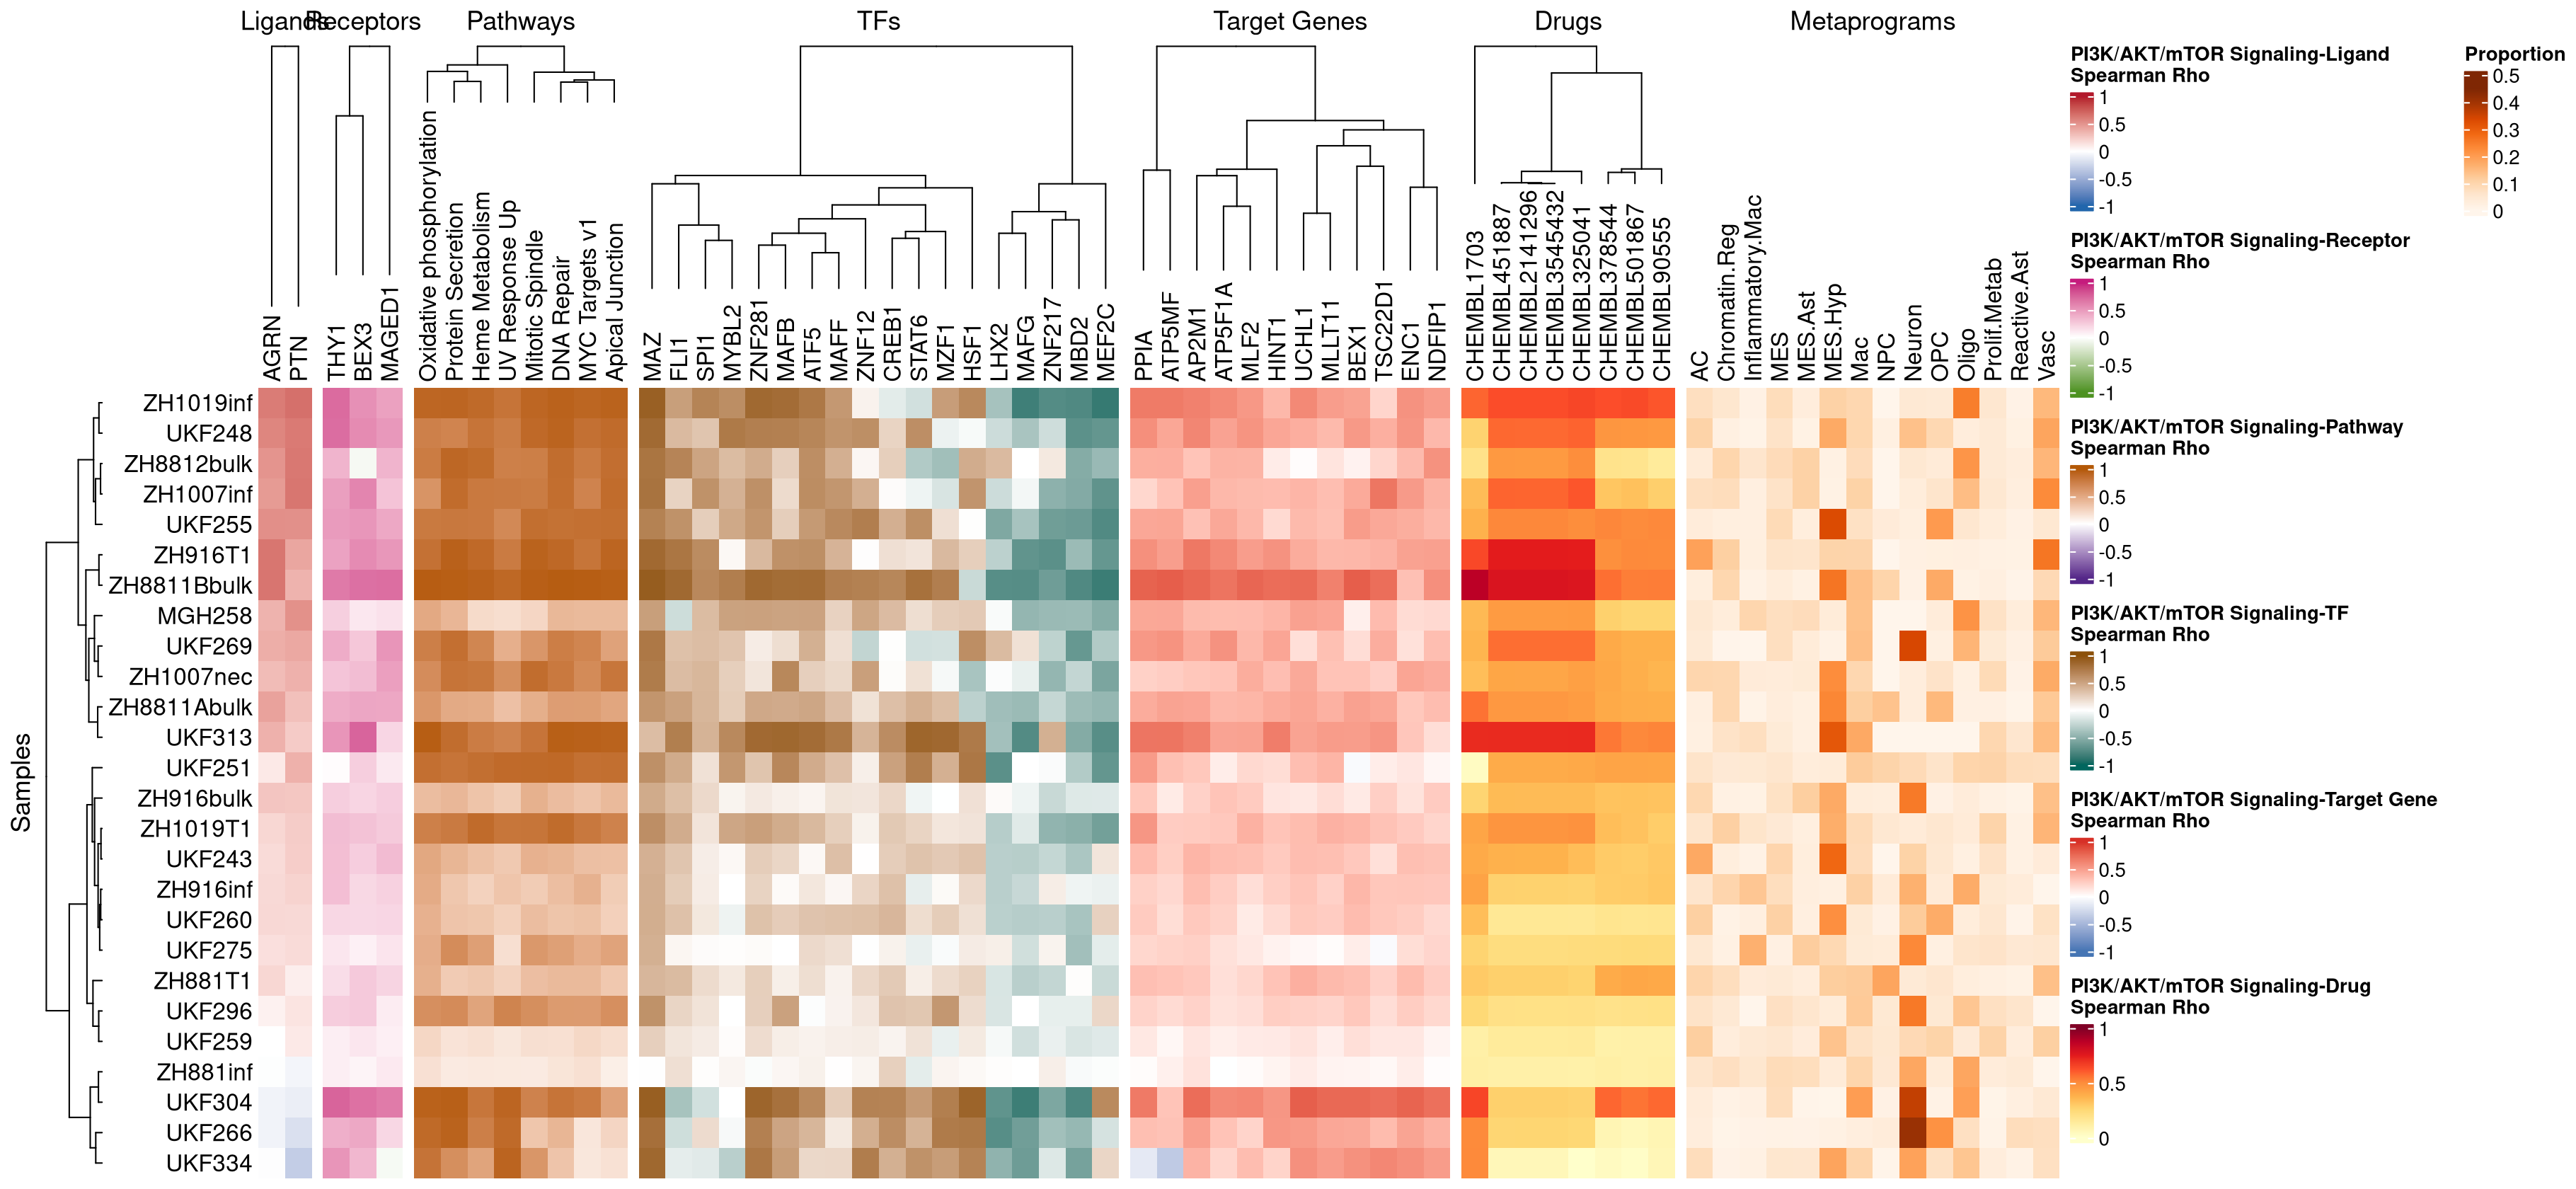 Ligands Receptors Pathways TFs Target Genes Drugs Metaprograms
AGRN
PTN
THY1
BEX3
MAGED1
Oxidative phosphorylation
Protein Secretion
Heme Metabolism
UV Response Up
Mitotic Spindle
DNA Repair
MYC Targets v1
Apical Junction
MAZ
FLI1
SPI1
MYBL2
ZNF281
MAFB
ATF5
MAFF
ZNF12
CREB1
STAT6
MZF1
HSF1
LHX2
MAFG
ZNF217
MBD2
MEF2C
PPIA
ATP5MF
AP2M1
ATP5F1A
MLF2
HINT1
UCHL1
MLLT11
BEX1
TSC22D1
ENC1
NDFIP1
CHEMBL1703
CHEMBL451887
CHEMBL2141296
CHEMBL3545432
CHEMBL325041
CHEMBL378544
CHEMBL501867
CHEMBL90555
AC
Chromatin.Reg
Inflammatory.Mac
MES
MES.Ast
MES.Hyp
Mac
NPC
Neuron
OPC
Oligo
Prolif.Metab
Reactive.Ast
Vasc
Samples
ZH1019inf
UKF248
ZH8812bulk
ZH1007inf
UKF255
ZH916T1
ZH8811Bbulk
MGH258
UKF269
ZH1007nec
ZH8811Abulk
UKF313
UKF251
ZH916bulk
ZH1019T1
UKF243
ZH916inf
UKF260
UKF275
ZH881T1
UKF296
UKF259
ZH881inf
UKF304
UKF266
UKF334
PI3K/AKT/mTOR Signaling-Ligand
Spearman Rho
1
0.5
0
-0.5
-1
PI3K/AKT/mTOR Signaling-Receptor
Spearman Rho
1
0.5
0
-0.5
-1
PI3K/AKT/mTOR Signaling-Pathway
Spearman Rho
1
0.5
0
-0.5
-1
PI3K/AKT/mTOR Signaling-TF
Spearman Rho
1
0.5
0
-0.5
-1
PI3K/AKT/mTOR Signaling-Target Gene
Spearman Rho
1
0.5
0
-0.5
-1
PI3K/AKT/mTOR Signaling-Drug
Spearman Rho
1
0.5
0
Proportion
0.5
0.4
0.3
0.2
0.1
0